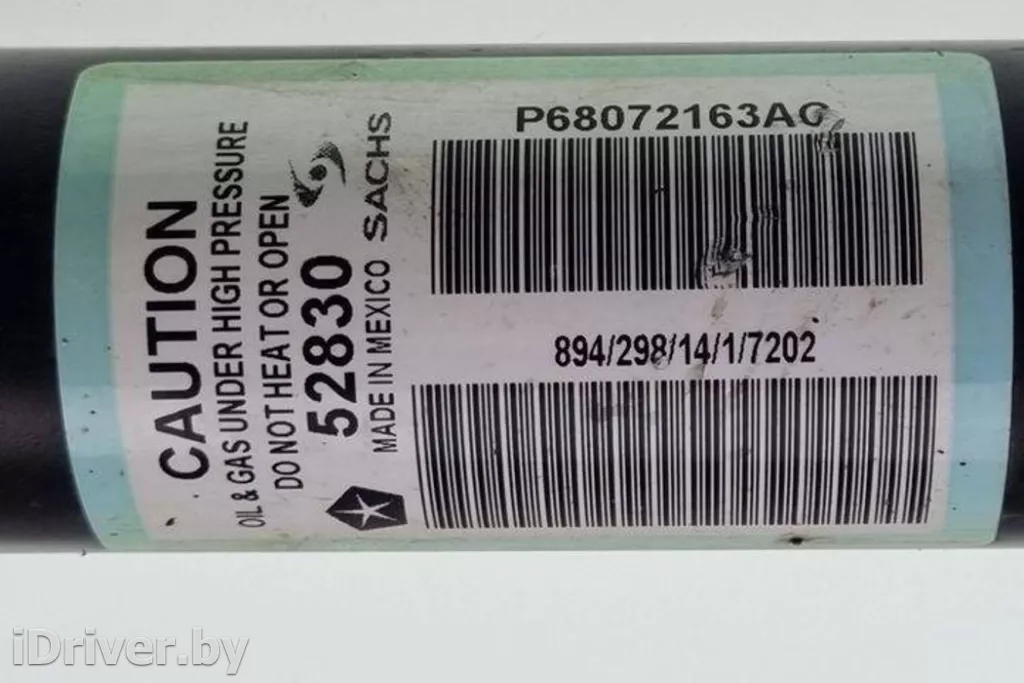 CAUTION
OIL & GAS UNDER HIGH PRESSURE
DO NOT HEAT OR OPEN
52830
MADE IN MEXICO SACHS
P68072163AC
894/298/14/1/7202
iDriver.by